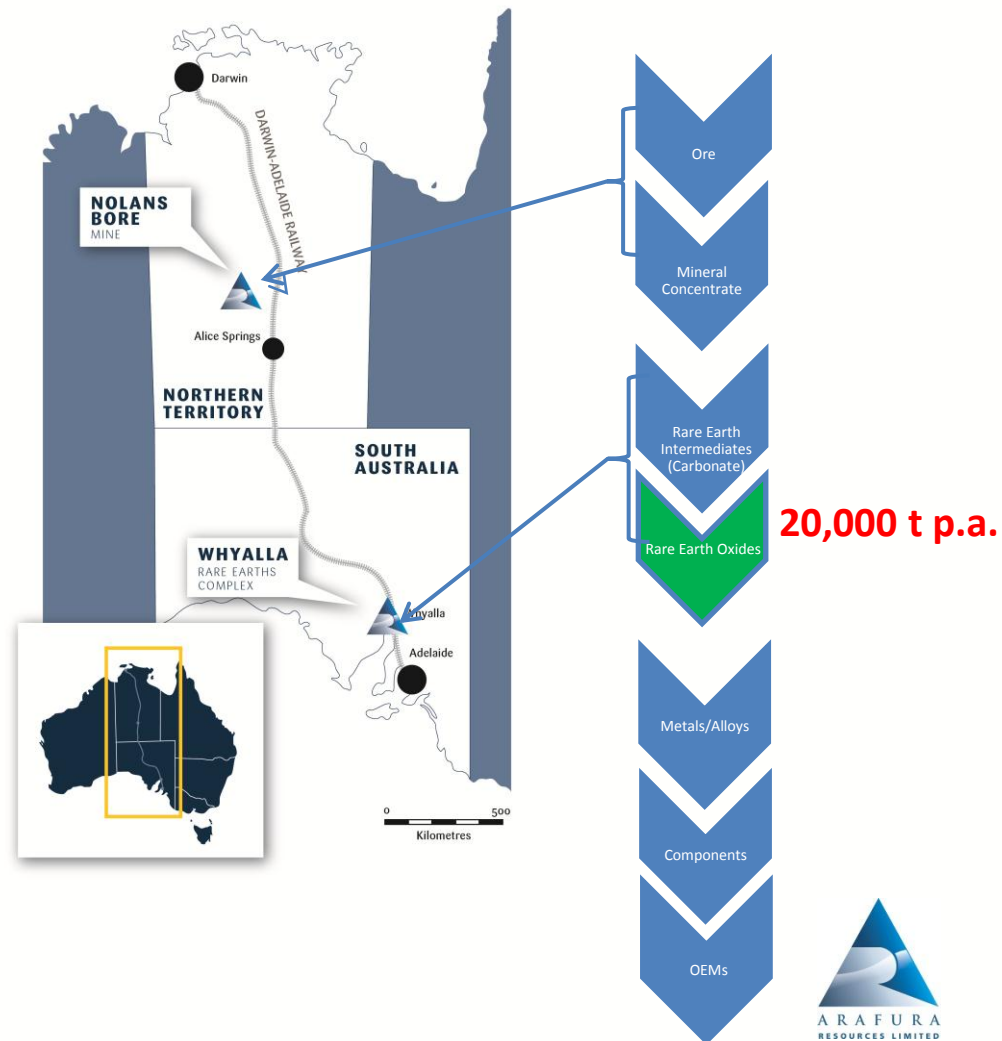 Darwin
DARWIN-ADELAIDE RAILWAY
NOLANS
BORE
MINE
Alice Springs
NORTHERN
TERRITORY
SOUTH
AUSTRALIA
WHYALLA
RARE EARTHS
COMPLEX
Whyalla
Adelaide
0 500
Kilometres
Ore
Mineral
Concentrate
Rare Earth
Intermediates
(Carbonate)
Rare Earth Oxides
20,000 t p.a.
Metals/Alloys
Components
OEMs
ARAFURA
RESOURCES LIMITED